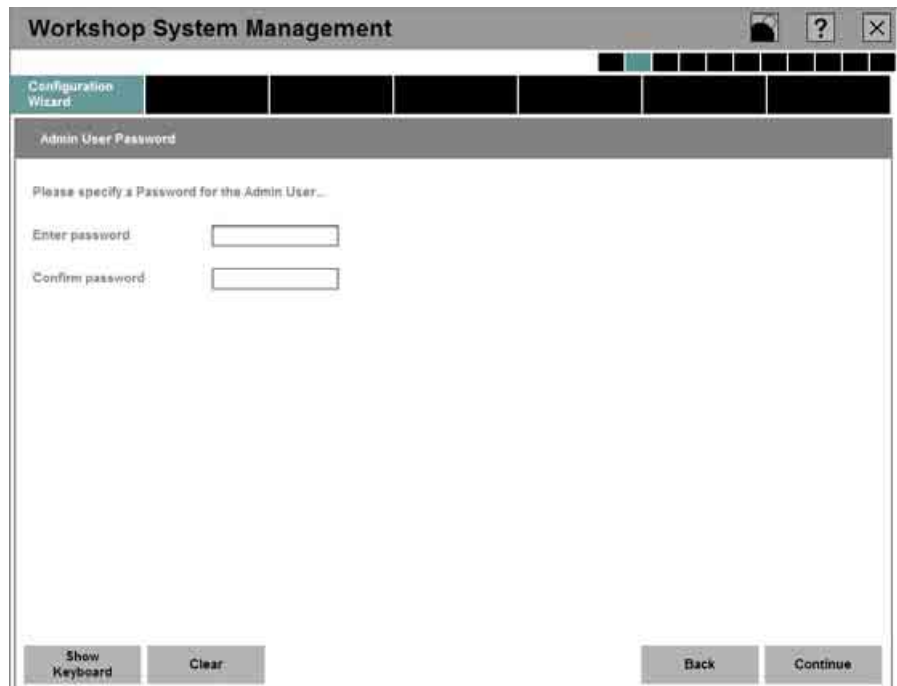 Workshop System Management
?
Configuration
Wizard
Admin User Password
Please specify a Password for the Admin User...
Enter password
Confirm password
Show
Keyboard
Clear
Back
Continue